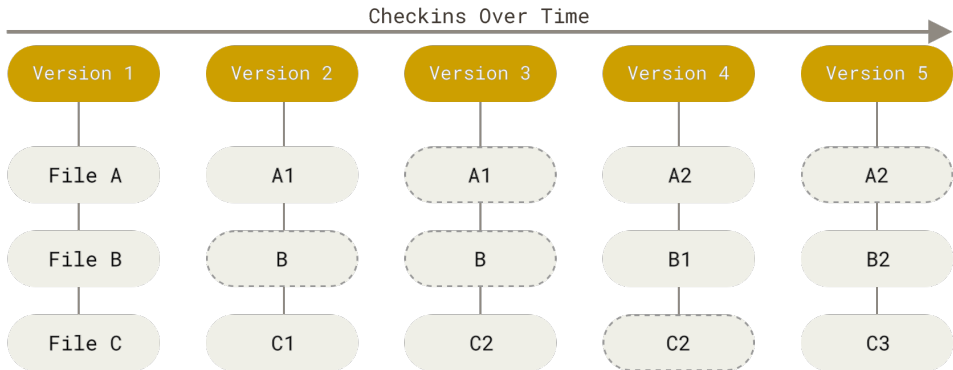 Checkins Over Time
Version 1 Version 2 Version 3 Version 4 Version 5
File A A1 A1 A2 A2
File B B B B1 B2
File C C1 C2 C2 C3